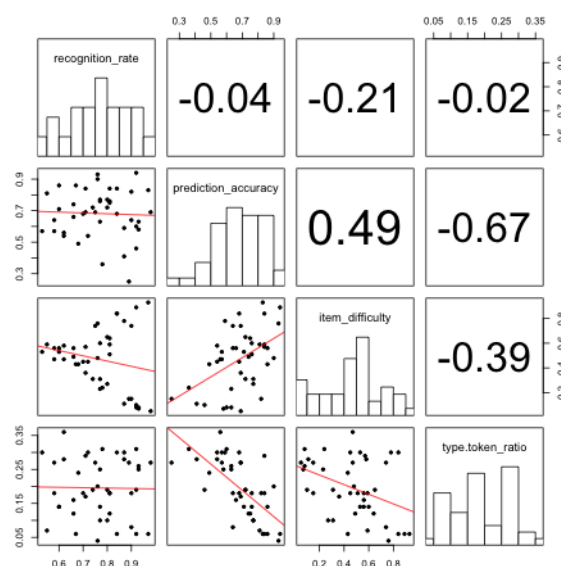 0.3 0.5 0.7 0.9
0.05 0.15 0.25 0.35
recognition_rate
-0.04
-0.21
-0.02
prediction_accuracy
0.3 0.5 0.7 0.9
0.49
-0.67
item_difficulty
-0.39
type.token_ratio
0.05 0.15 0.25 0.35
0.6 0.7 0.8 0.9
0.2 0.4 0.6 0.8